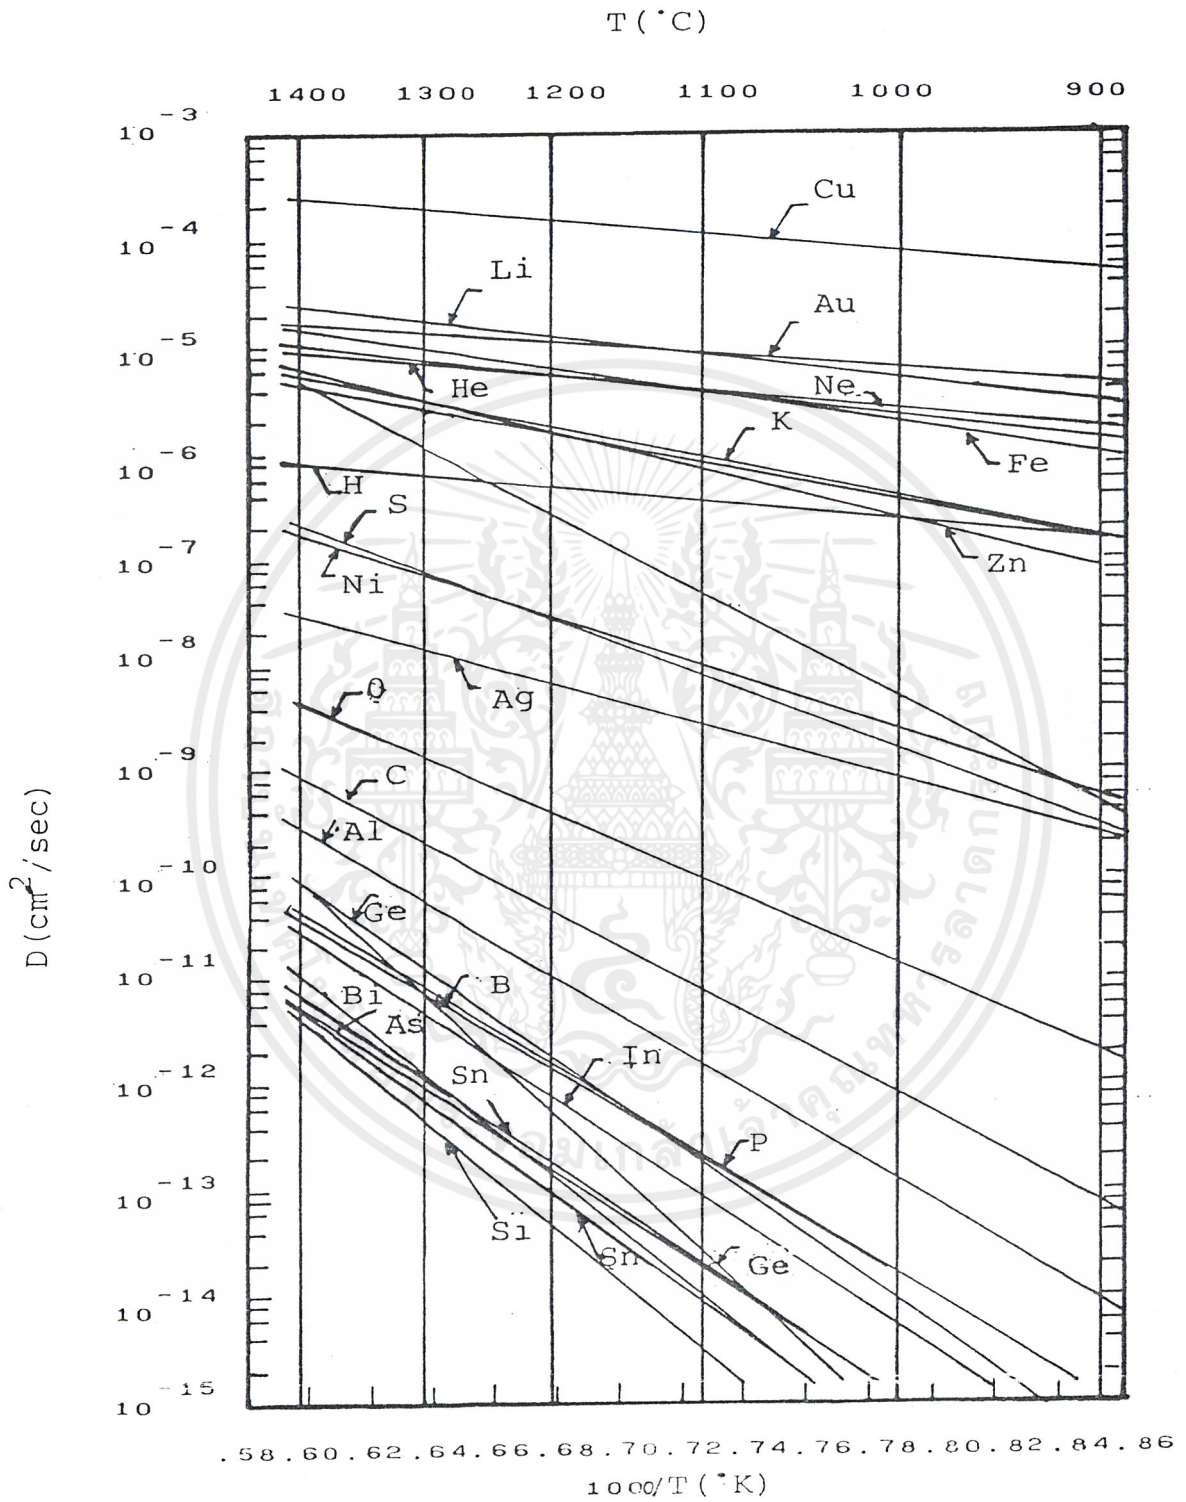 T(°C)
1400 1300 1200 1100 1000 900
10^-3
10^-4
10^-5
10^-6
10^-7
10^-8
10^-9
10^-10
10^-11
10^-12
10^-13
10^-14
10^-15
D(cm²/sec)
Cu
Li
Au
He
Ne
K
Fe
H
S
Zn
Ni
Ag
O
C
Al
Ge
B
Bi
As
In
Sn
P
Si
Sn
Ge
.58 .60 .62 .64 .66 .68 .70 .72 .74 .76 .78 .80 .82 .84 .86
1000/T(°K)